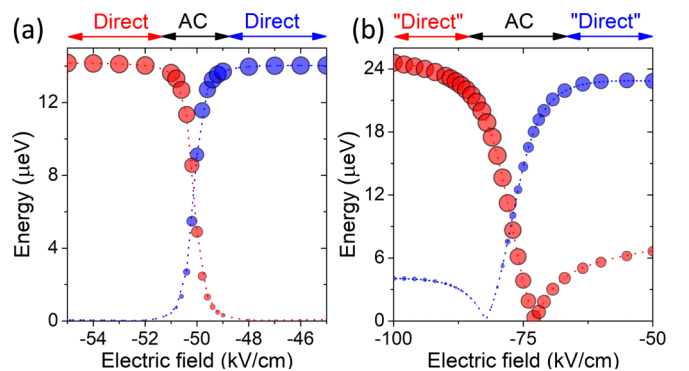 (a)
Direct AC Direct
Energy (μeV)
14
12
8
4
0
-54 -52 -50 -48 -46
Electric field (kV/cm)
(b)
"Direct" AC "Direct"
Energy (μeV)
24
18
12
6
0
-100 -75 -50
Electric field (kV/cm)